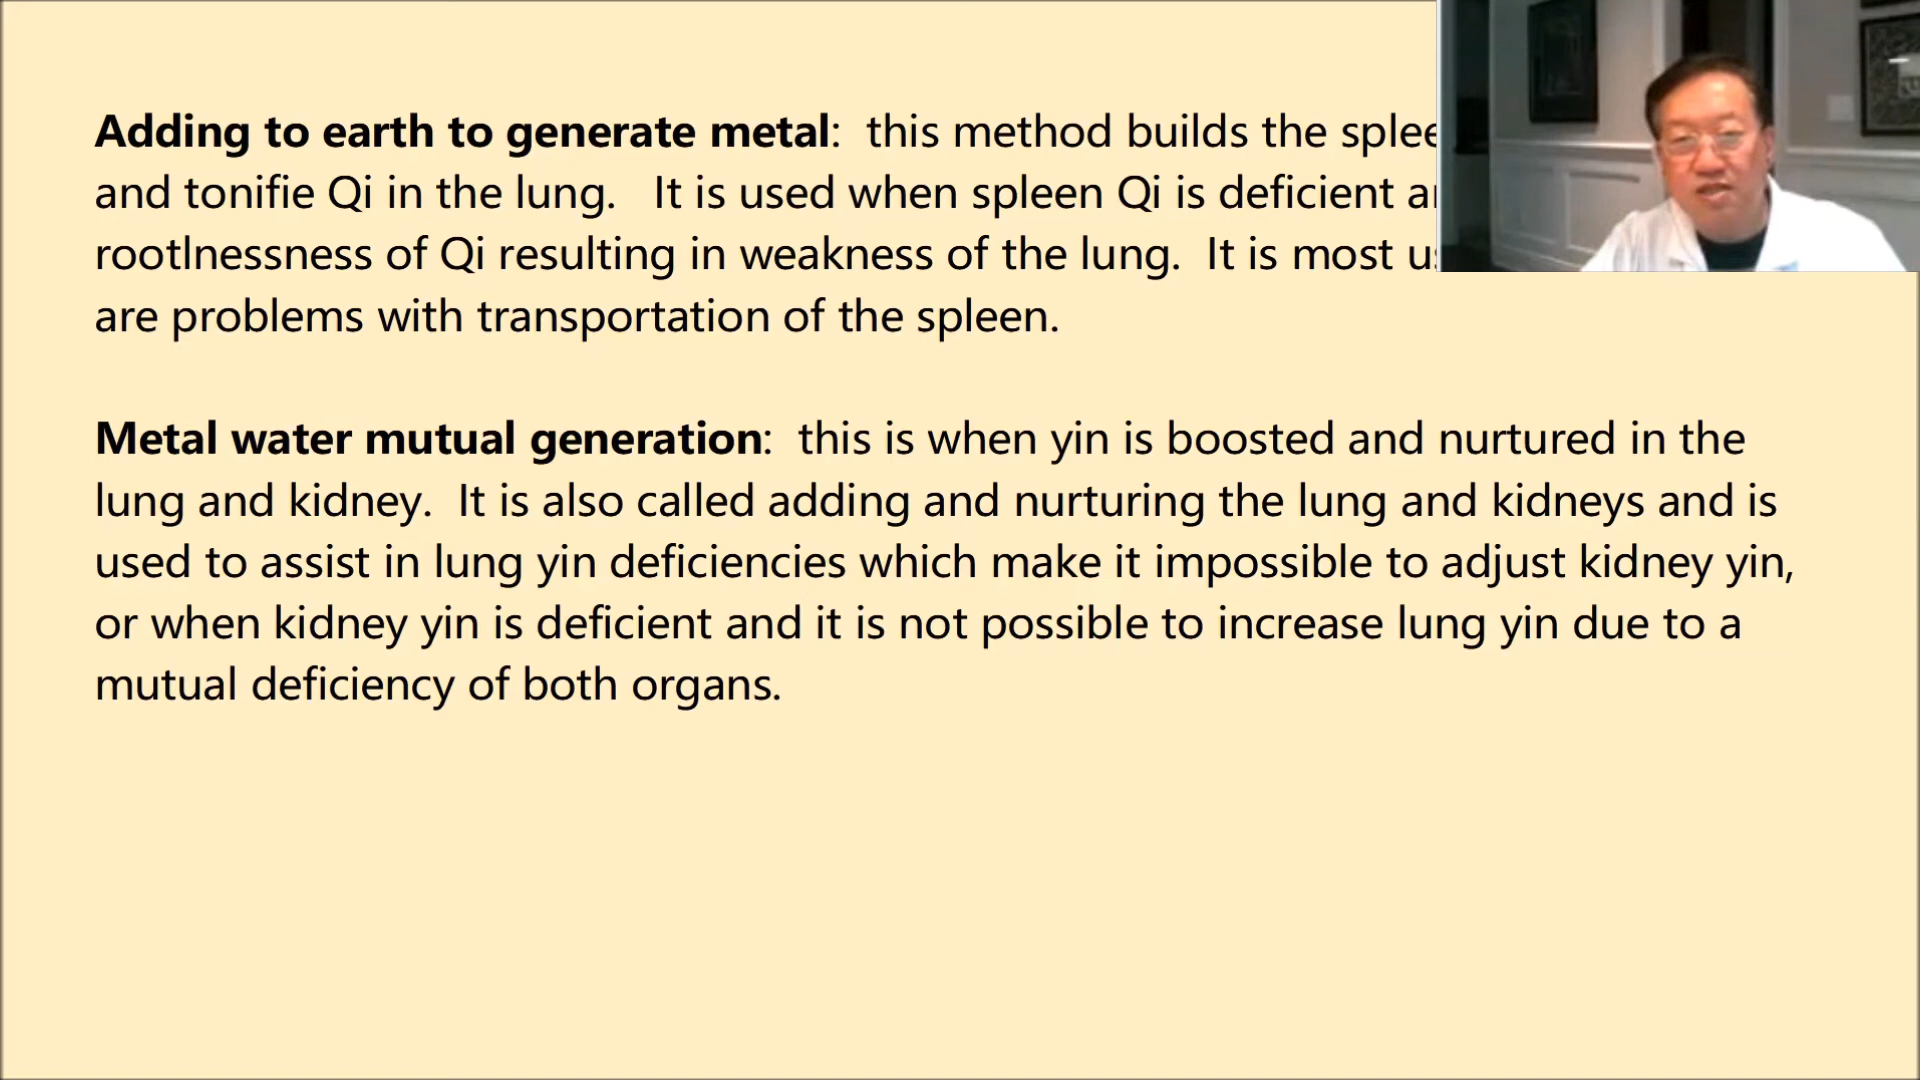 Adding to earth to generate metal: this method builds the
and tonifie Qi in the lung. It is used when spleen Qi is deficient
rootlnessness of Qi resulting in weakness of the lung. It is most
are problems with transportation of the spleen.
Metal water mutual generation: this is when yin is boosted and nurtured in the
lung and kidney. It is also called adding and nurturing the lung and kidneys and is
used to assist in lung yin deficiencies which make it impossible to adjust kidney yin,
or when kidney yin is deficient and it is not possible to increase lung yin due to a
mutual deficiency of both organs.